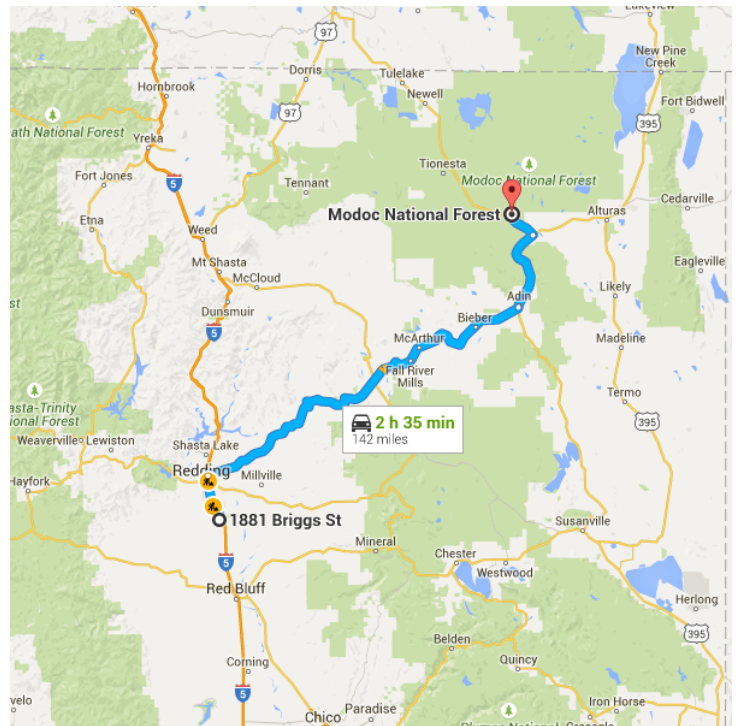 Lakeview
97
New Pine
Creek
Dorris
Tulelake
Newell
Hornbrook
97
Fort Bidwell
395
ath National Forest
Yreka
Tionesta
Modoc National Forest
Fort Jones
5
Tennant
Modoc National Forest
Cedarville
Alturas
Etna
Weed
Mt Shasta
McCloud
Eagleville
Likely
Dunsmuir
Adin
Bieber
5
McArthur
Madeline
Fall River
Mills
Termo
asta-Trinity
ational Forest
2 h 35 min
142 miles
395
Weaverville
Lewiston
Shasta Lake
Redding
Millville
Hayfork
1881 Briggs St
Susanville
Mineral
5
Chester
Westwood
Red Bluff
Herlong
395
Belden
Corning
Quincy
5
Paradise
Chico
Iron Horse
velo